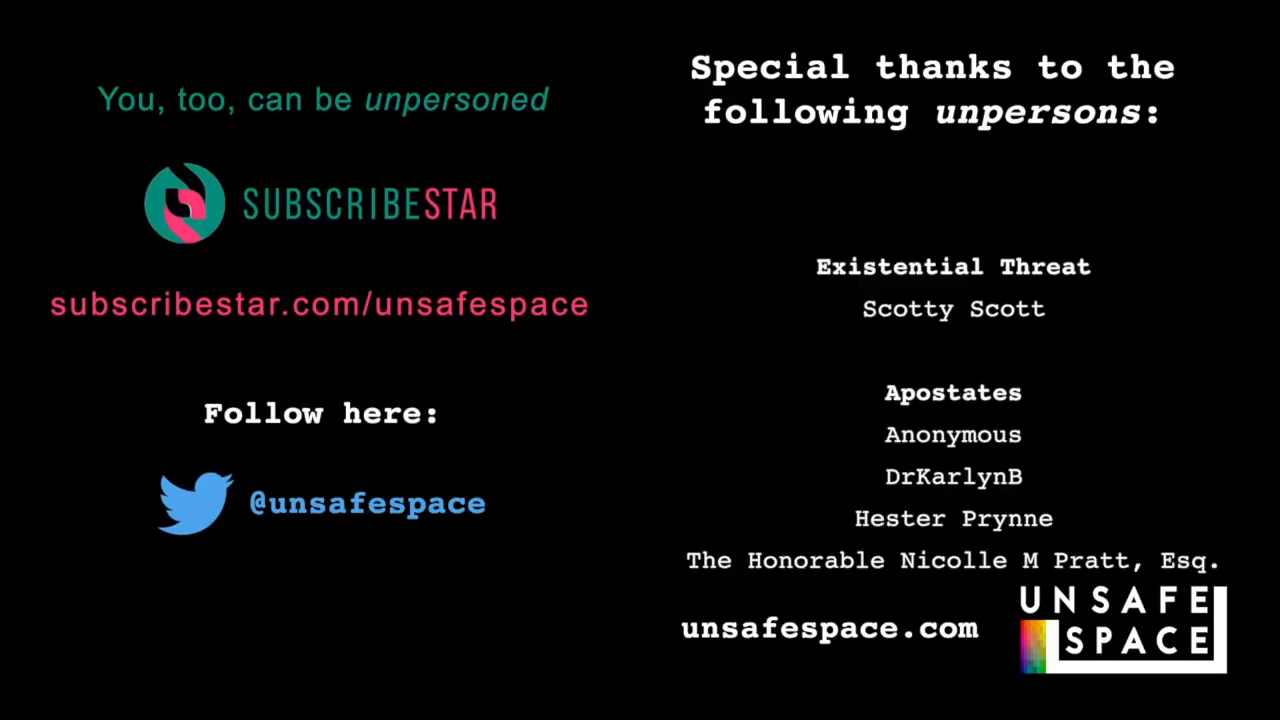 You, too, can be unpersoned
SUBSCRIBESTAR
subscribestar.com/unsafespace
Follow here:
@unsafespace
Special thanks to the
following unpersons:
Existential Threat
Scotty Scott
Apostates
Anonymous
DrKarlynB
Hester Prynne
The Honorable Nicolle M Pratt, Esq.
unsafespace.com
UNSAFE
SPACE